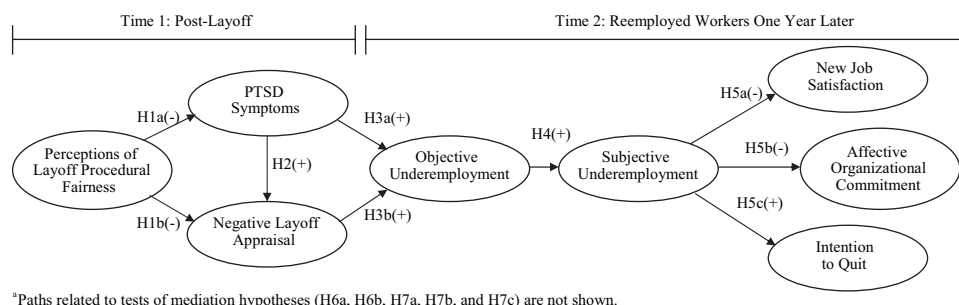 Time 1: Post-Layoff
Time 2: Reemployed Workers One Year Later
PTSD
Symptoms
New Job
Satisfaction
H1a(-)
H3a(+)
H5a(-)
Perceptions of
Layoff Procedural
Fairness
H2(+)
Objective
Underemployment
H4(+)
Subjective
Underemployment
H5b(-)
Affective
Organizational
Commitment
H1b(-)
H3b(+)
H5c(+)
Negative Layoff
Appraisal
Intention
to Quit
aPaths related to tests of mediation hypotheses (H6a, H6b, H7a, H7b, and H7c) are not shown.